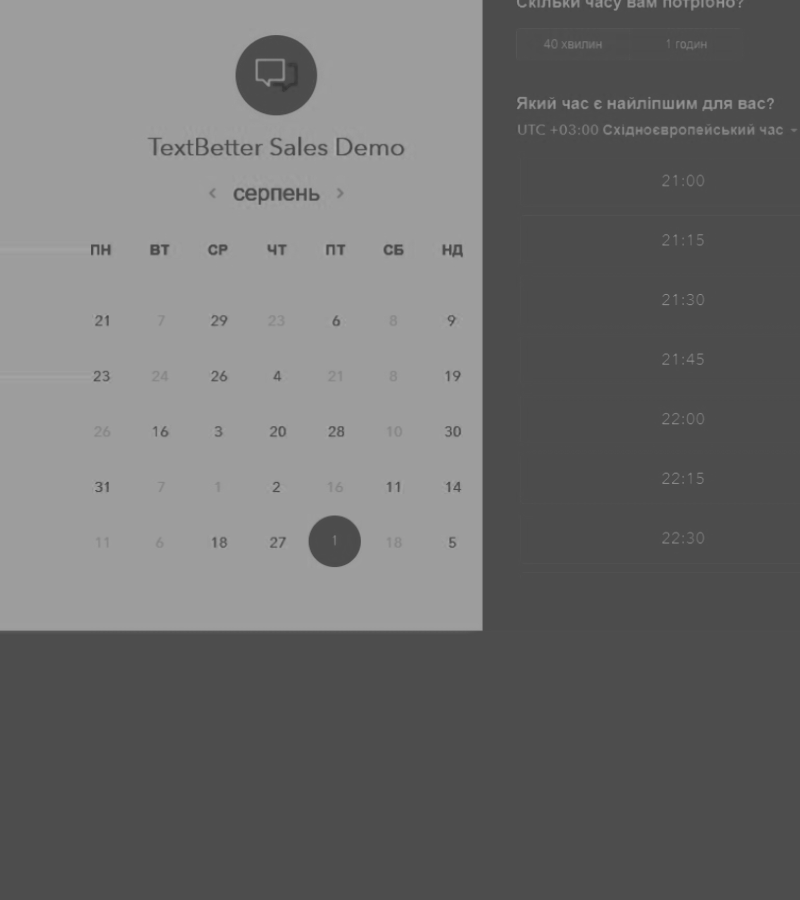 TextBetter Sales Demo
< серпень >
ПН ВТ СР ЧТ ПТ СБ НД
21 7 29 23 6 8 9
23 24 26 4 21 8 19
26 16 3 20 28 10 30
31 7 1 2 16 11 14
11 6 18 27 1 18 5
Скільки часу вам потрібно?
40 хвилин 1 годин
Який час є найліпшим для вас?
UTC +03:00 Східноєвропейський час
21:00
21:15
21:30
21:45
22:00
22:15
22:30